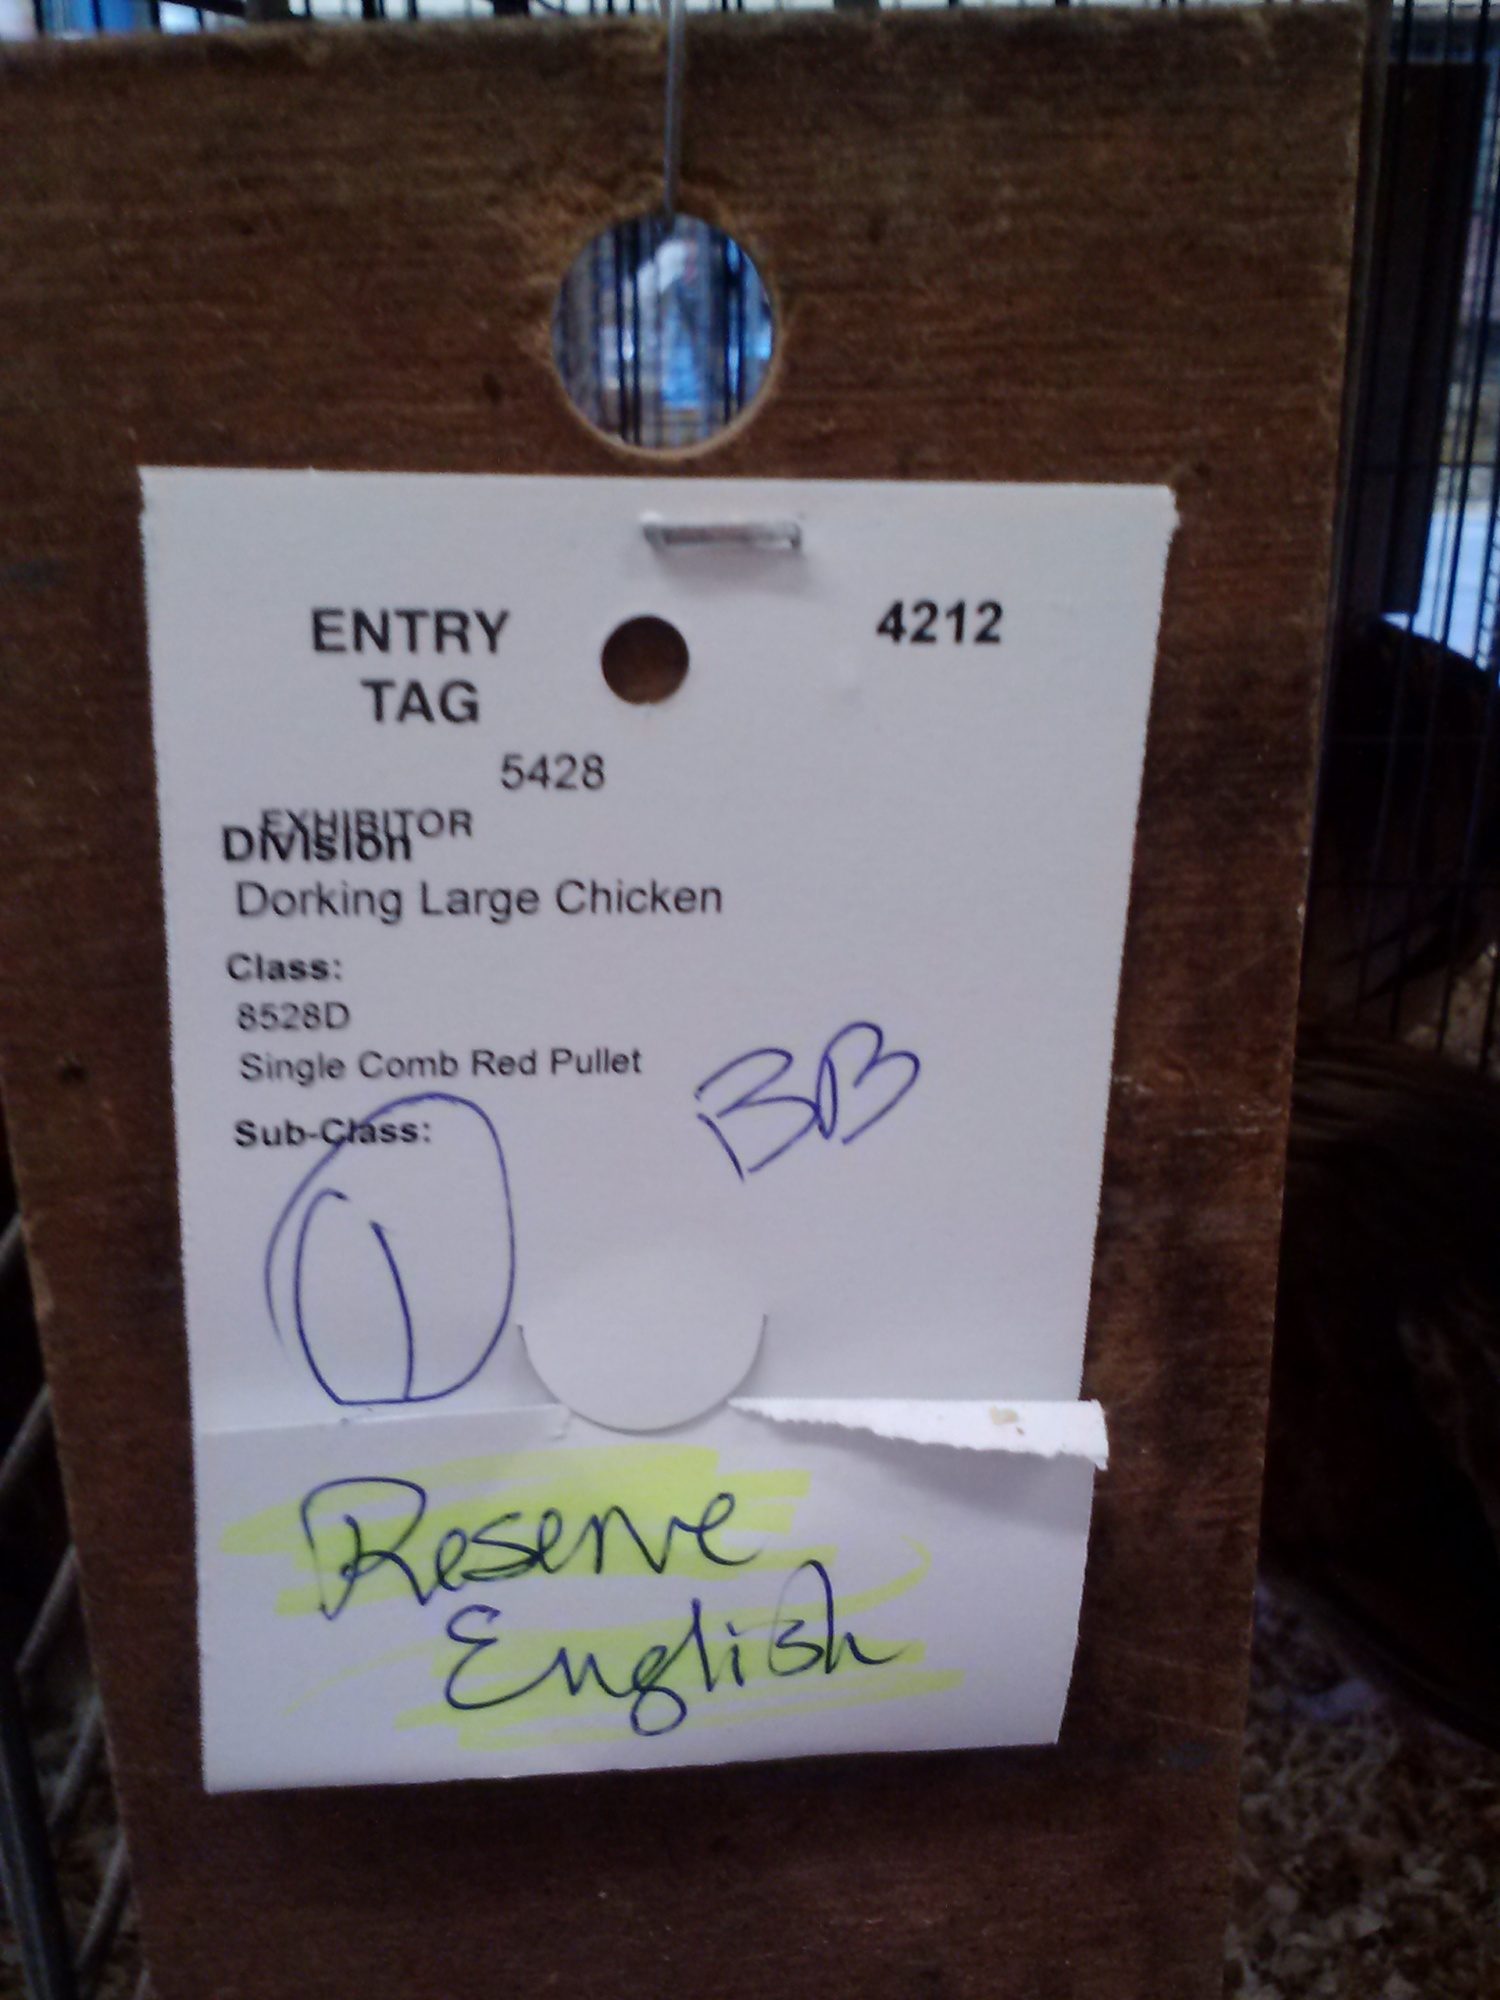 ENTRY TAG
4212
5428
EXHIBITOR
Division
Dorking Large Chicken
Class:
8528D
Single Comb Red Pullet
Sub-Class:
BB
1
Reserve
English